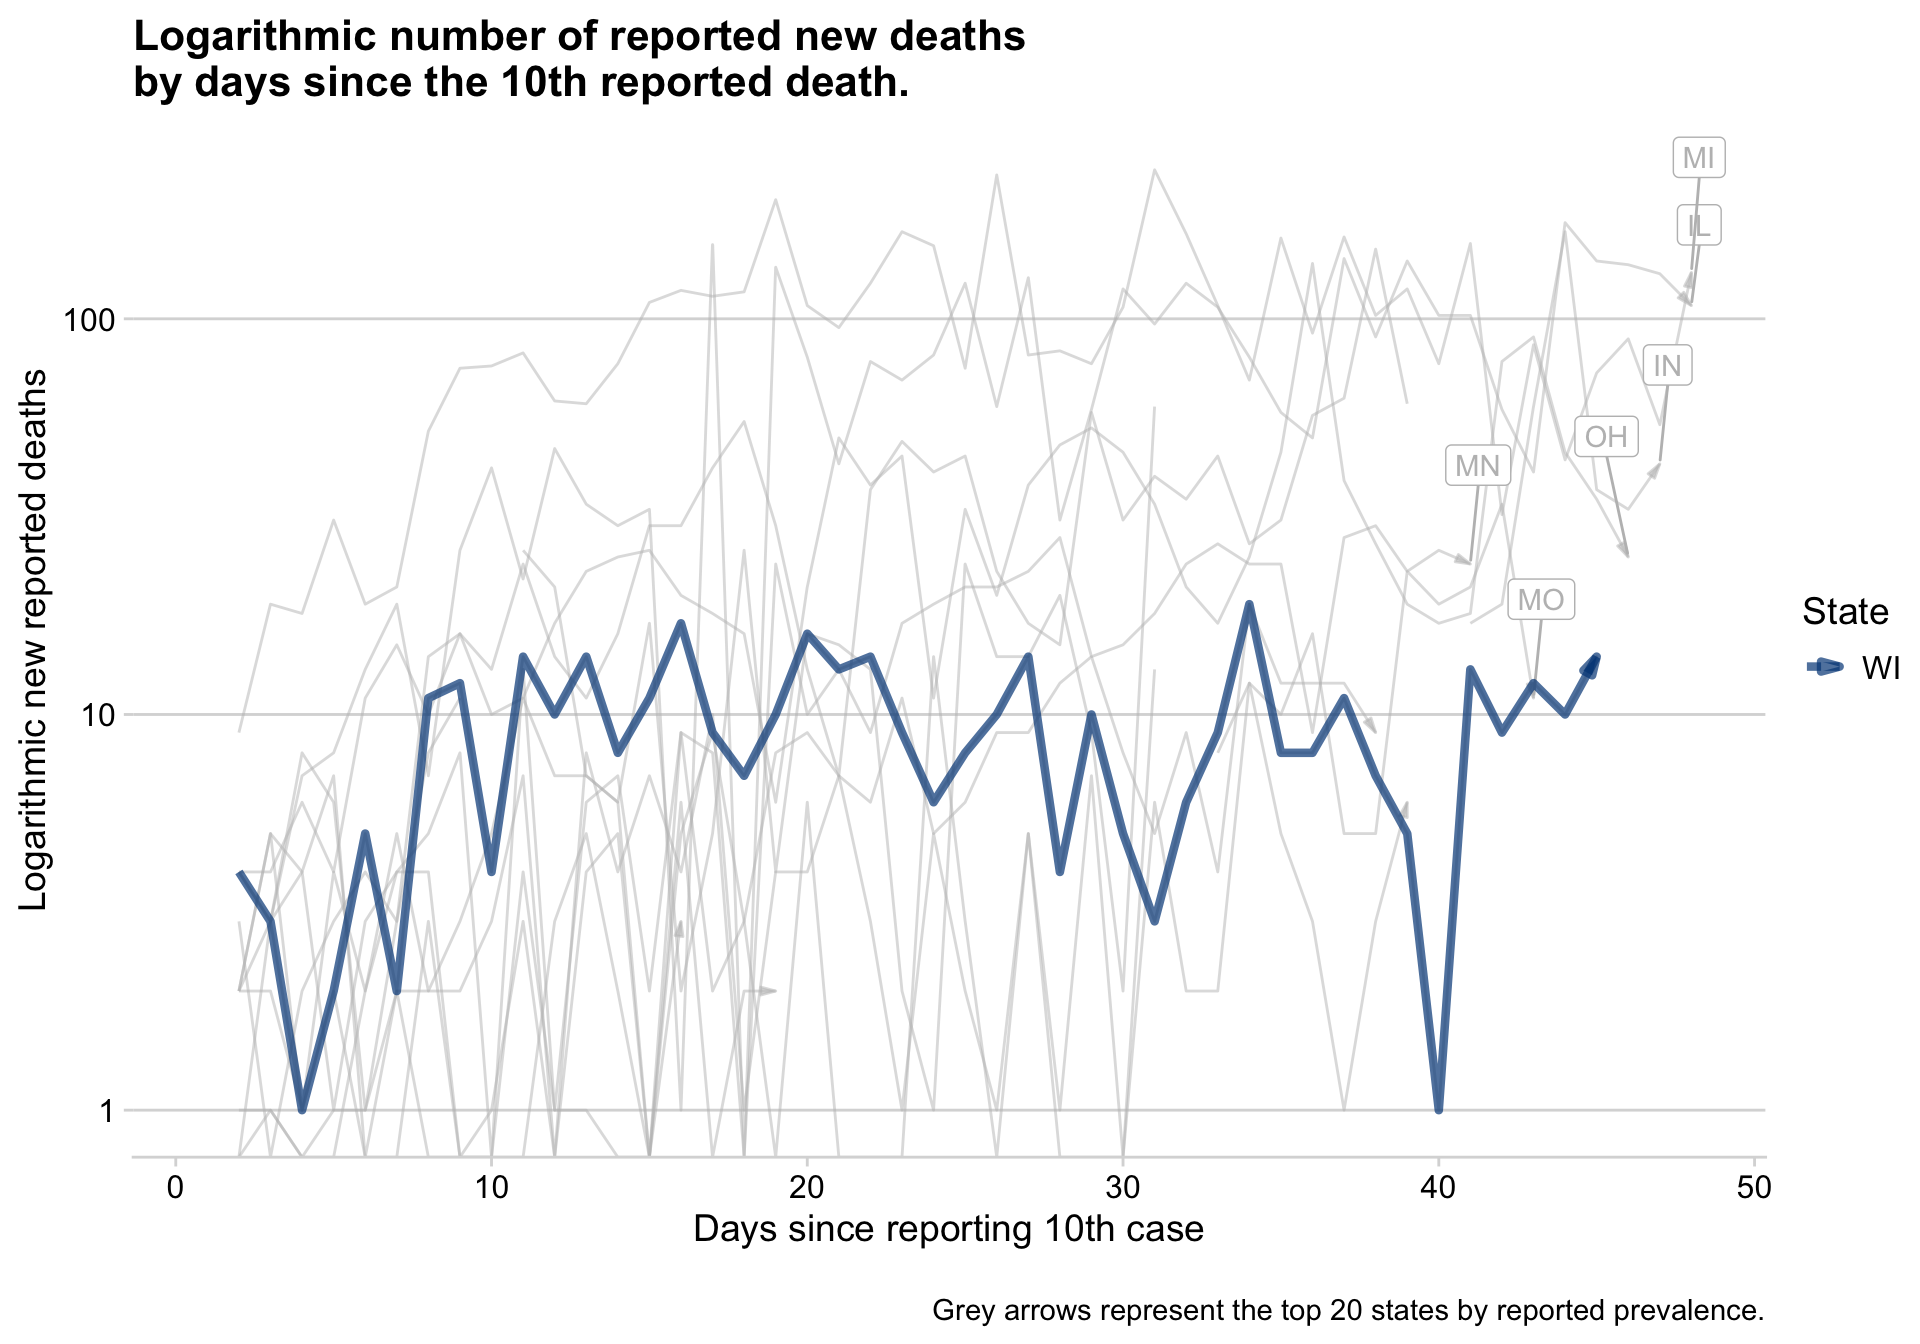 Logarithmic number of reported new deaths
by days since the 10th reported death.
MI
IL
100
IN
OH
MN
MO
10
1
Logarithmic new reported deaths
State
WI
0 10 20 30 40 50
Days since reporting 10th case
Grey arrows represent the top 20 states by reported prevalence.